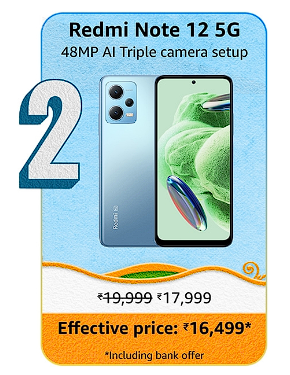 Redmi Note 12 5G
48MP AI Triple camera setup
2
Redmi 5G
₹19,999 ₹17,999
Effective price: ₹16,499*
*Including bank offer